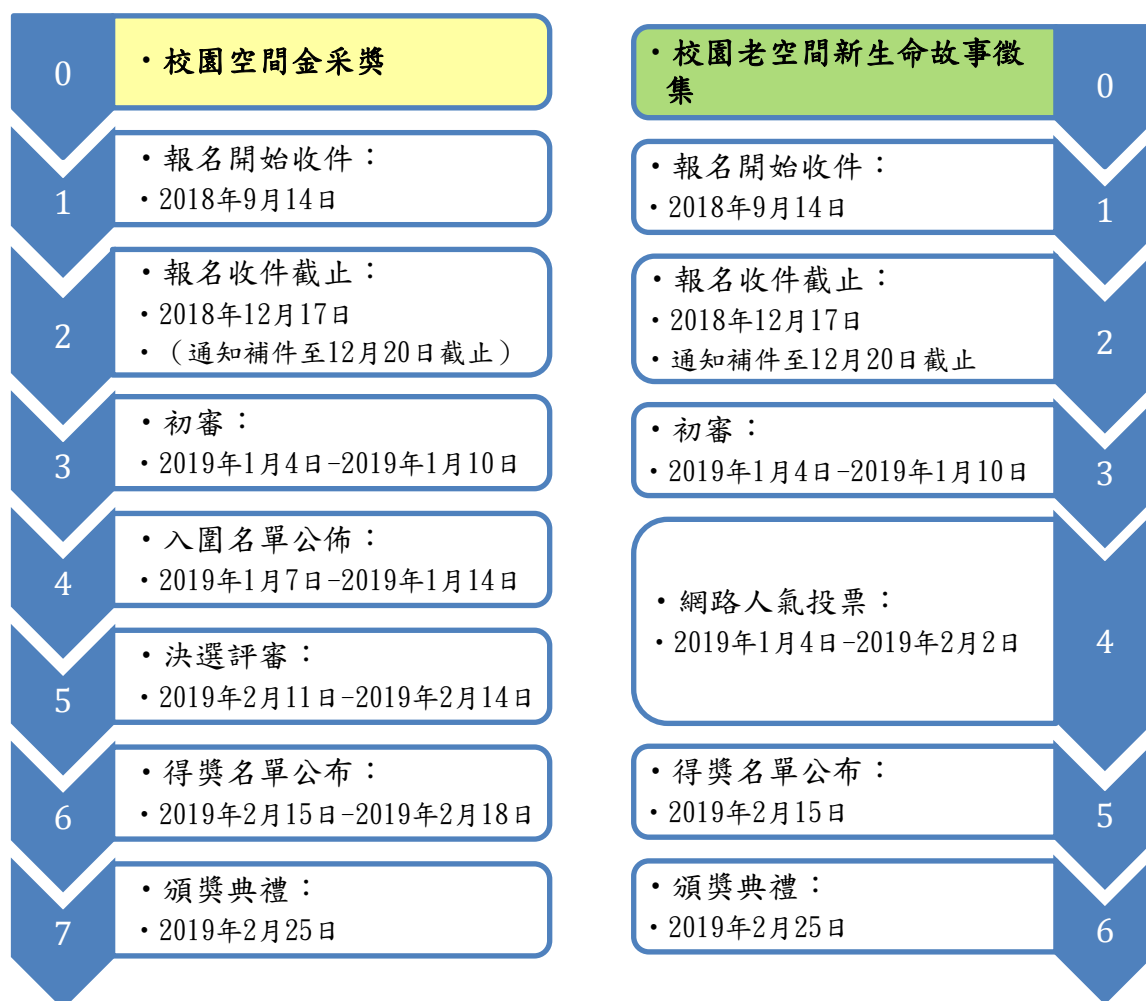 0
・校園空間金采獎
1
・報名開始收件：
・2018年9月14日
2
・報名收件截止：
・2018年12月17日
・（通知補件至12月20日截止）
3
・初審：
・2019年1月4日-2019年1月10日
4
・入圍名單公佈：
・2019年1月7日-2019年1月14日
5
・決選評審：
・2019年2月11日-2019年2月14日
6
・得獎名單公布：
・2019年2月15日-2019年2月18日
7
・頒獎典禮：
・2019年2月25日
・校園老空間新生命故事徵
集
0
・報名開始收件：
・2018年9月14日
1
・報名收件截止：
・2018年12月17日
・通知補件至12月20日截止
2
・初審：
・2019年1月4日-2019年1月10日
3
・網路人氣投票：
・2019年1月4日-2019年2月2日
4
・得獎名單公布：
・2019年2月15日
5
・頒獎典禮：
・2019年2月25日
6